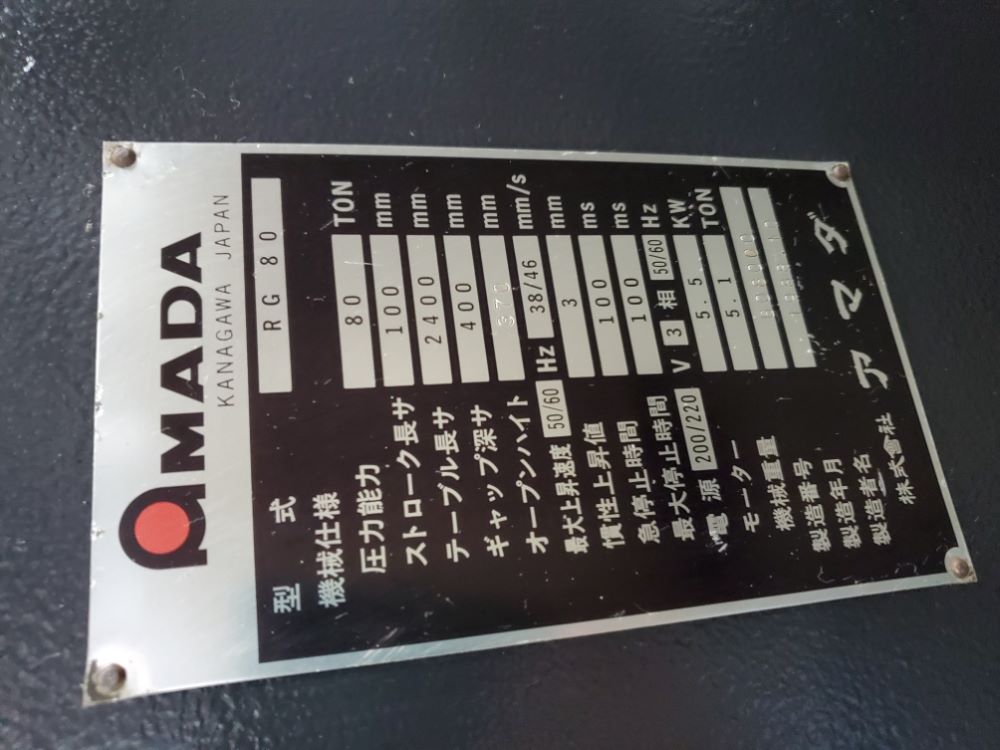 AMADA
KANAGAWA JAPAN
型式 RG 80
機械仕様
圧力能力 80 TON
ストローク長サ 100 mm
テーブル長サ 2400 mm
ギャップ深サ 400 mm
オープンハイト 370 mm
最大上昇速度 50/60 Hz 38/46 mm/s
慣性上昇値 3 mm
急停止時間 100 ms
最大停止時間 100 ms
電源 200/220 V 3 相 50/60 Hz
モーター 5.5 KW
機械重量 5.1 TON
製造番号
製造年月
製造者名
株式會社 アマダ